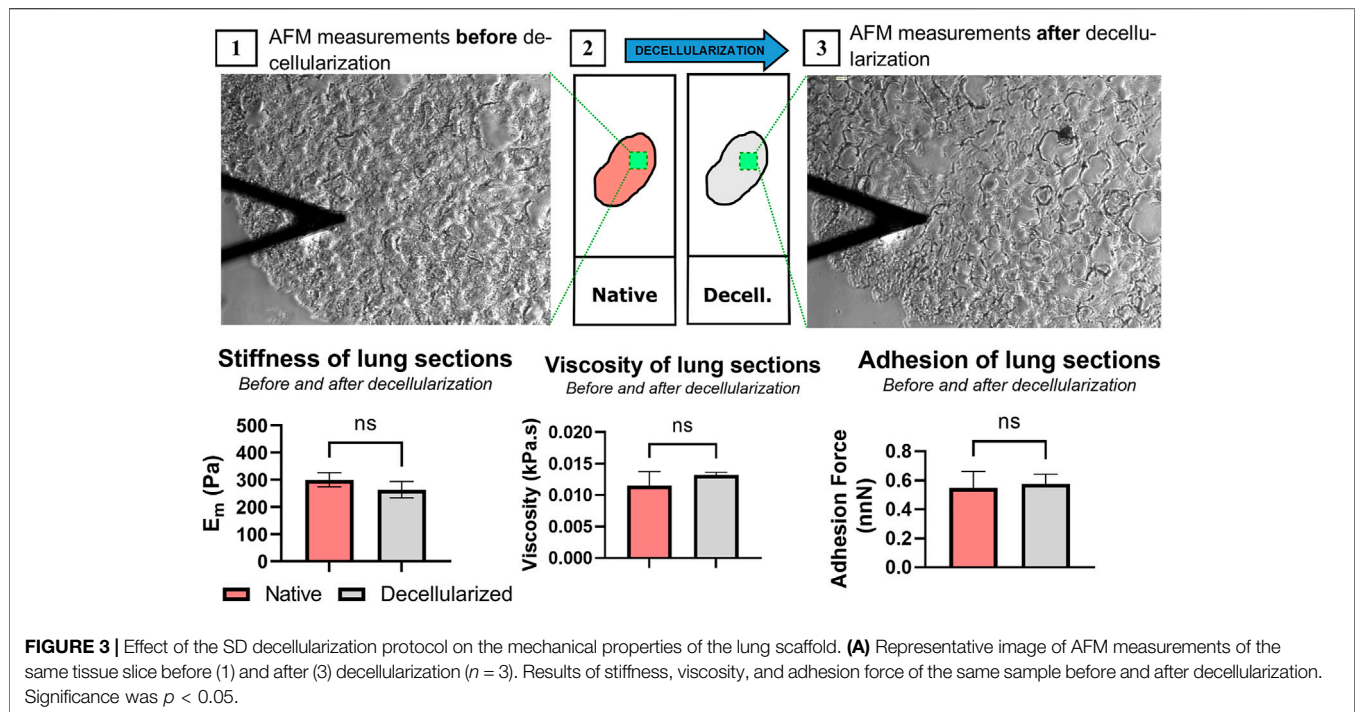 1
AFM measurements before de-
cellularization
2
DECELLULARIZATION
3
AFM measurements after decellu-
larization
Native
Decell.
Stiffness of lung sections
Before and after decellularization
500
400
300
200
100
0
E_m (Pa)
ns
Native
Decellularized
Viscosity of lung sections
Before and after decellularization
0.020
0.015
0.010
0.005
0.000
Viscosity (kPa.s)
ns
Adhesion of lung sections
Before and after decellularization
0.8
0.6
0.4
0.2
0.0
Adhesion Force
(nnN)
ns
FIGURE 3 | Effect of the SD decellularization protocol on the mechanical properties of the lung scaffold. (A) Representative image of AFM measurements of the
same tissue slice before (1) and after (3) decellularization (n = 3). Results of stiffness, viscosity, and adhesion force of the same sample before and after decellularization.
Significance was p < 0.05.